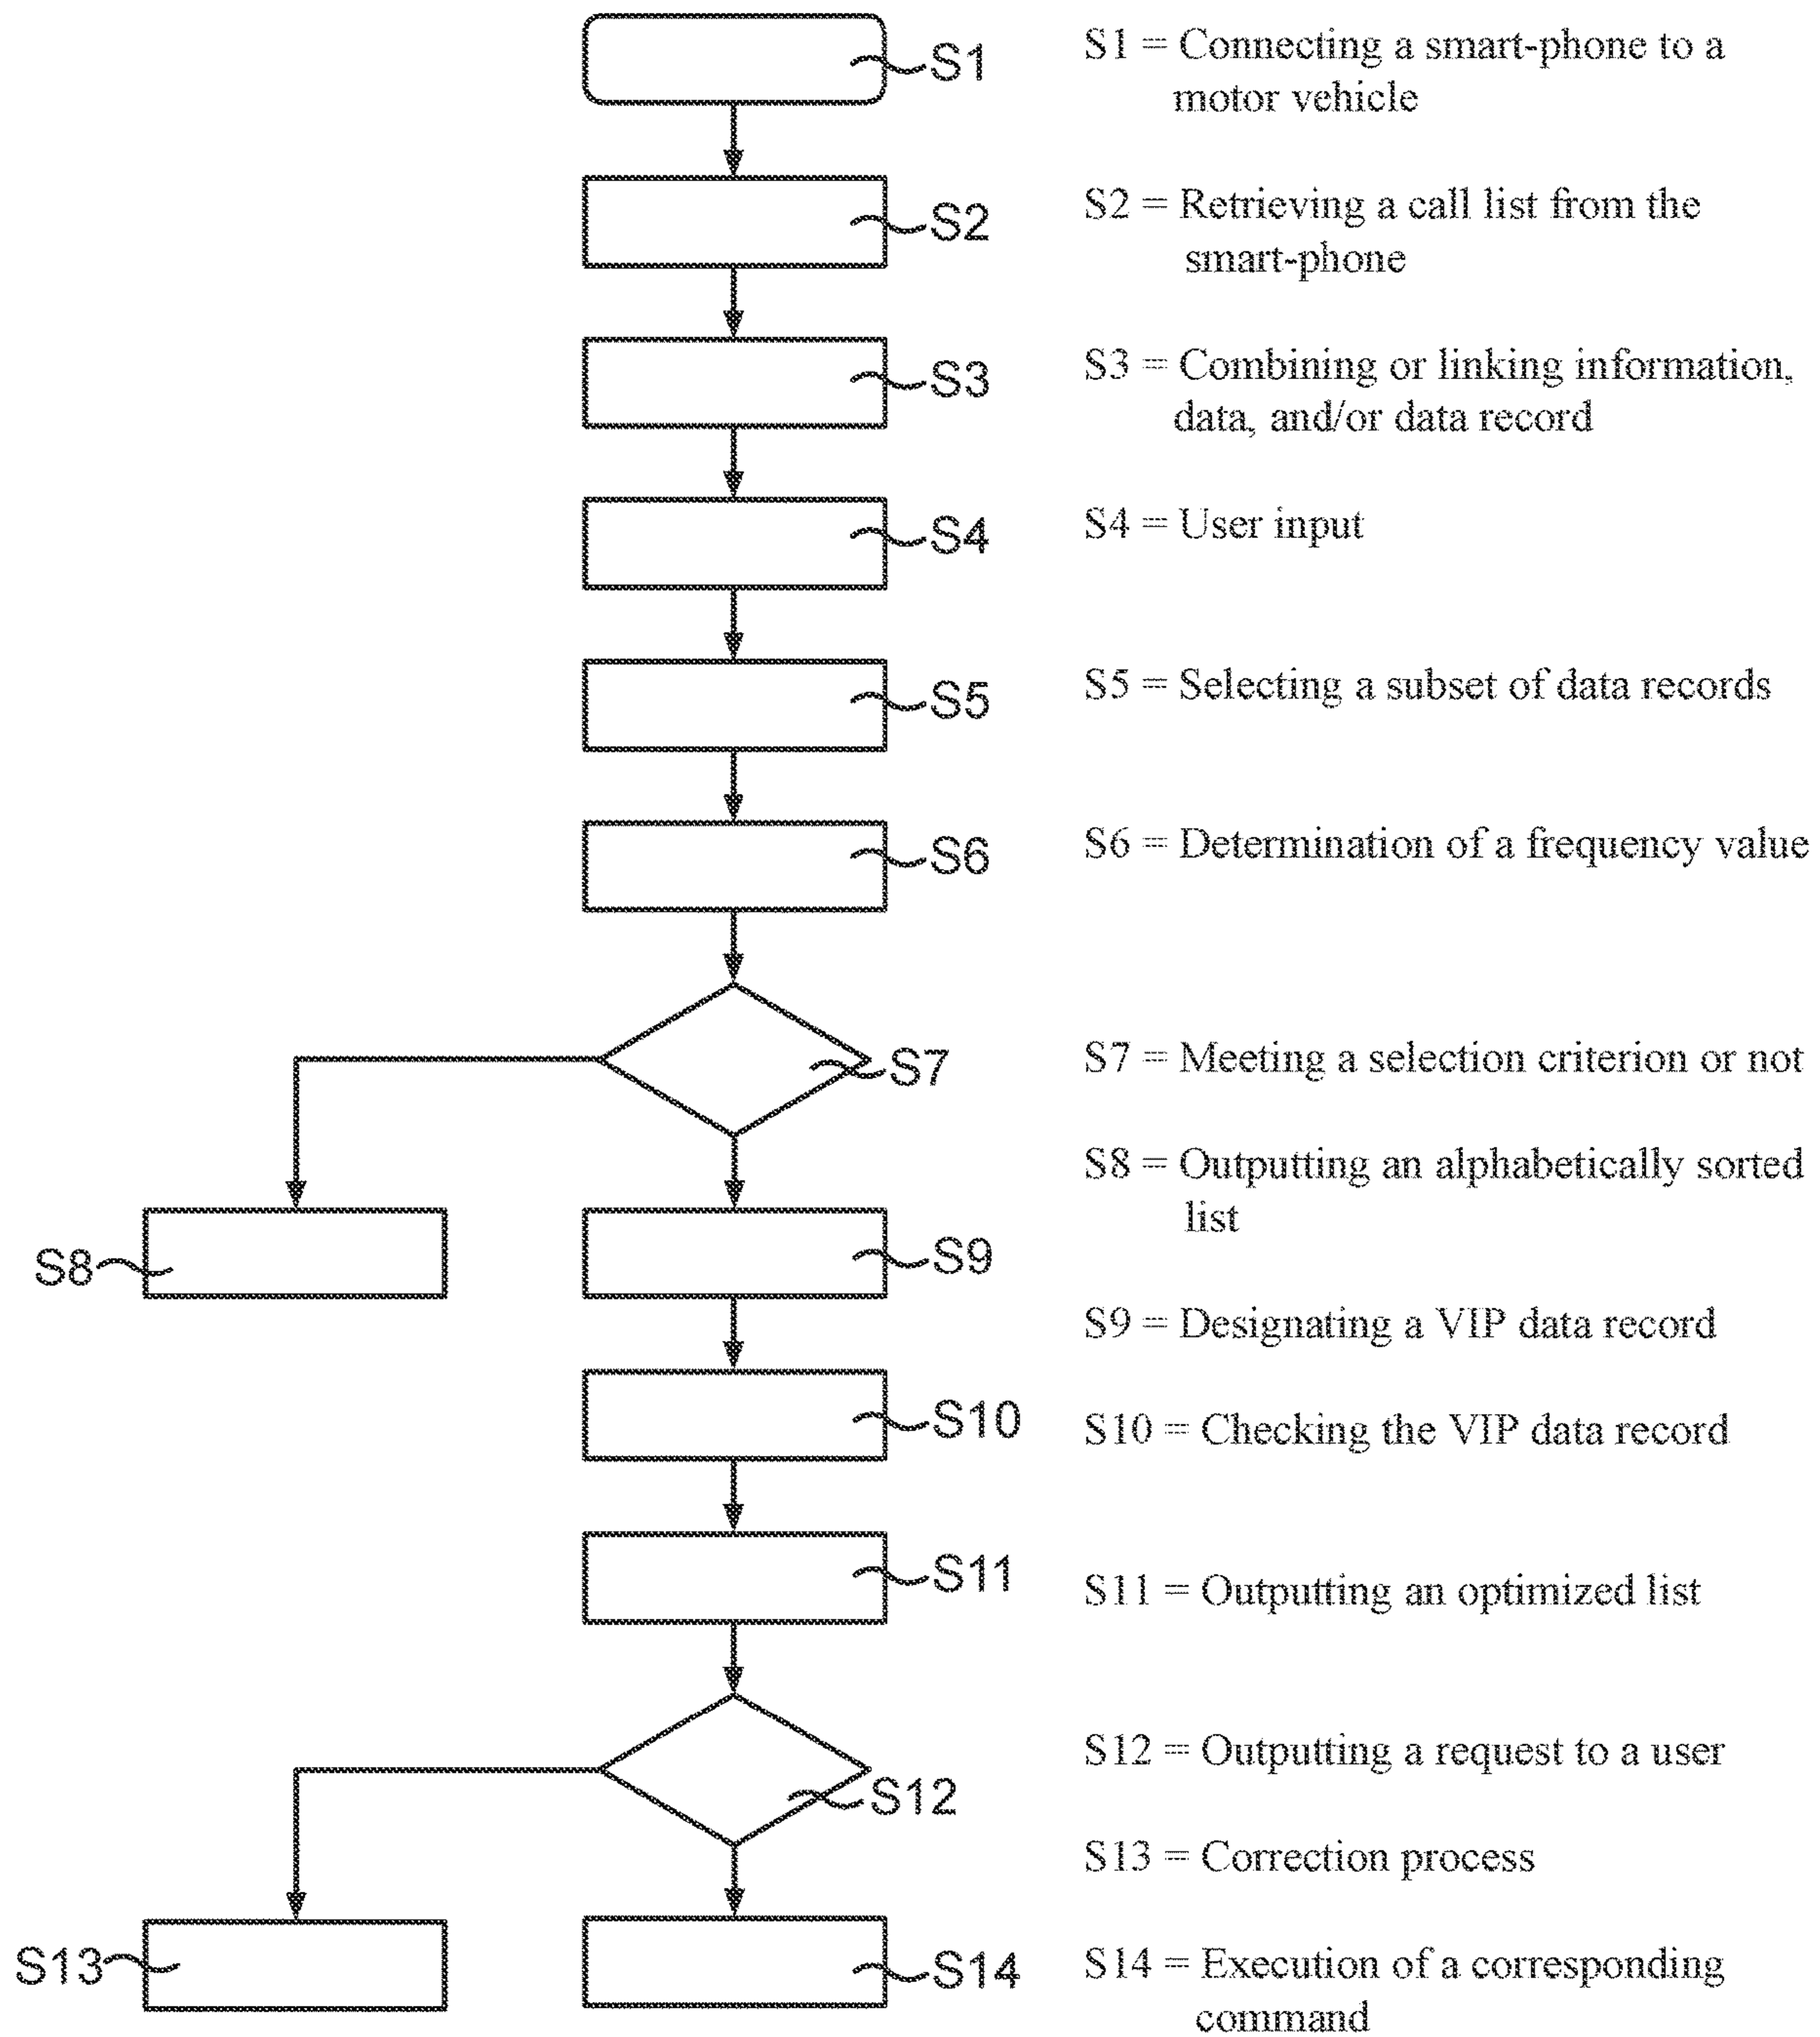 S1
S2
S3
S4
S5
S6
S7
S8
S9
S10
S11
S12
S13
S14
S1 = Connecting a smart-phone to a
motor vehicle
S2 = Retrieving a call list from the
smart-phone
S3 = Combining or linking information,
data, and/or data record
S4 = User input
S5 = Selecting a subset of data records
S6 = Determination of a frequency value
S7 = Meeting a selection criterion or not
S8 = Outputting an alphabetically sorted
list
S9 = Designating a VIP data record
S10 = Checking the VIP data record
S11 = Outputting an optimized list
S12 = Outputting a request to a user
S13 = Correction process
S14 = Execution of a corresponding
command